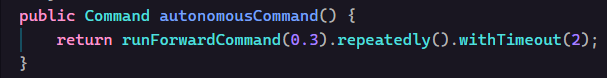 public Command autonomousCommand() {
    return runForwardCommand(0.3).repeatedly().withTimeout(2);
}